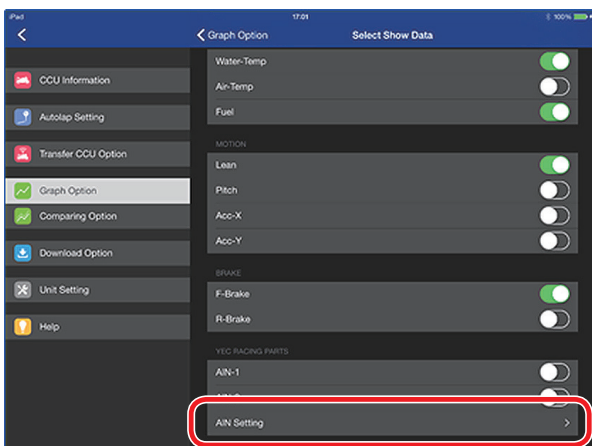 iPad 17:01 100%
Graph Option Select Show Data
CCU Information
Autolap Setting
Transfer CCU Option
Graph Option
Comparing Option
Download Option
Unit Setting
Help
Water-Temp
Air-Temp
Fuel
MOTION
Lean
Pitch
Acc-X
Acc-Y
BRAKE
F-Brake
R-Brake
YEC RACING PARTS
AIN-1
AIN Setting